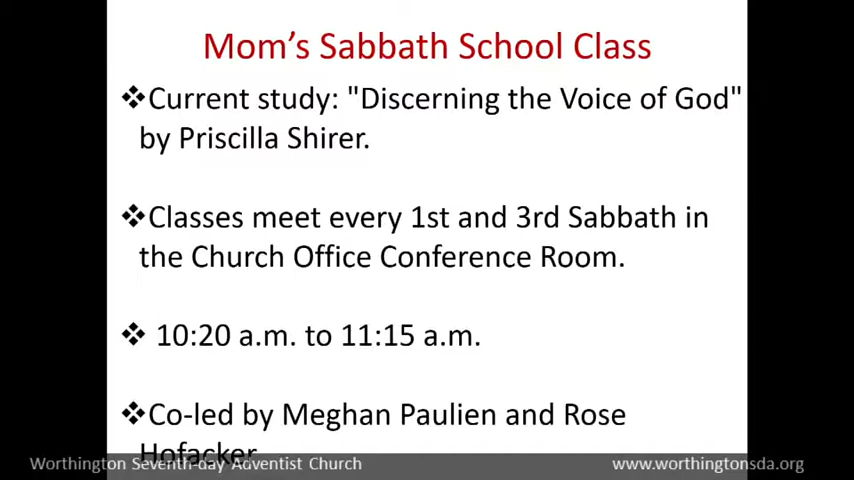 Mom's Sabbath School Class
❖Current study: "Discerning the Voice of God"
by Priscilla Shirer.
❖Classes meet every 1st and 3rd Sabbath in
the Church Office Conference Room.
❖ 10:20 a.m. to 11:15 a.m.
❖Co-led by Meghan Paulien and Rose
Hofacker
Worthington Seventh-day Adventist Church
www.worthingtonsda.org